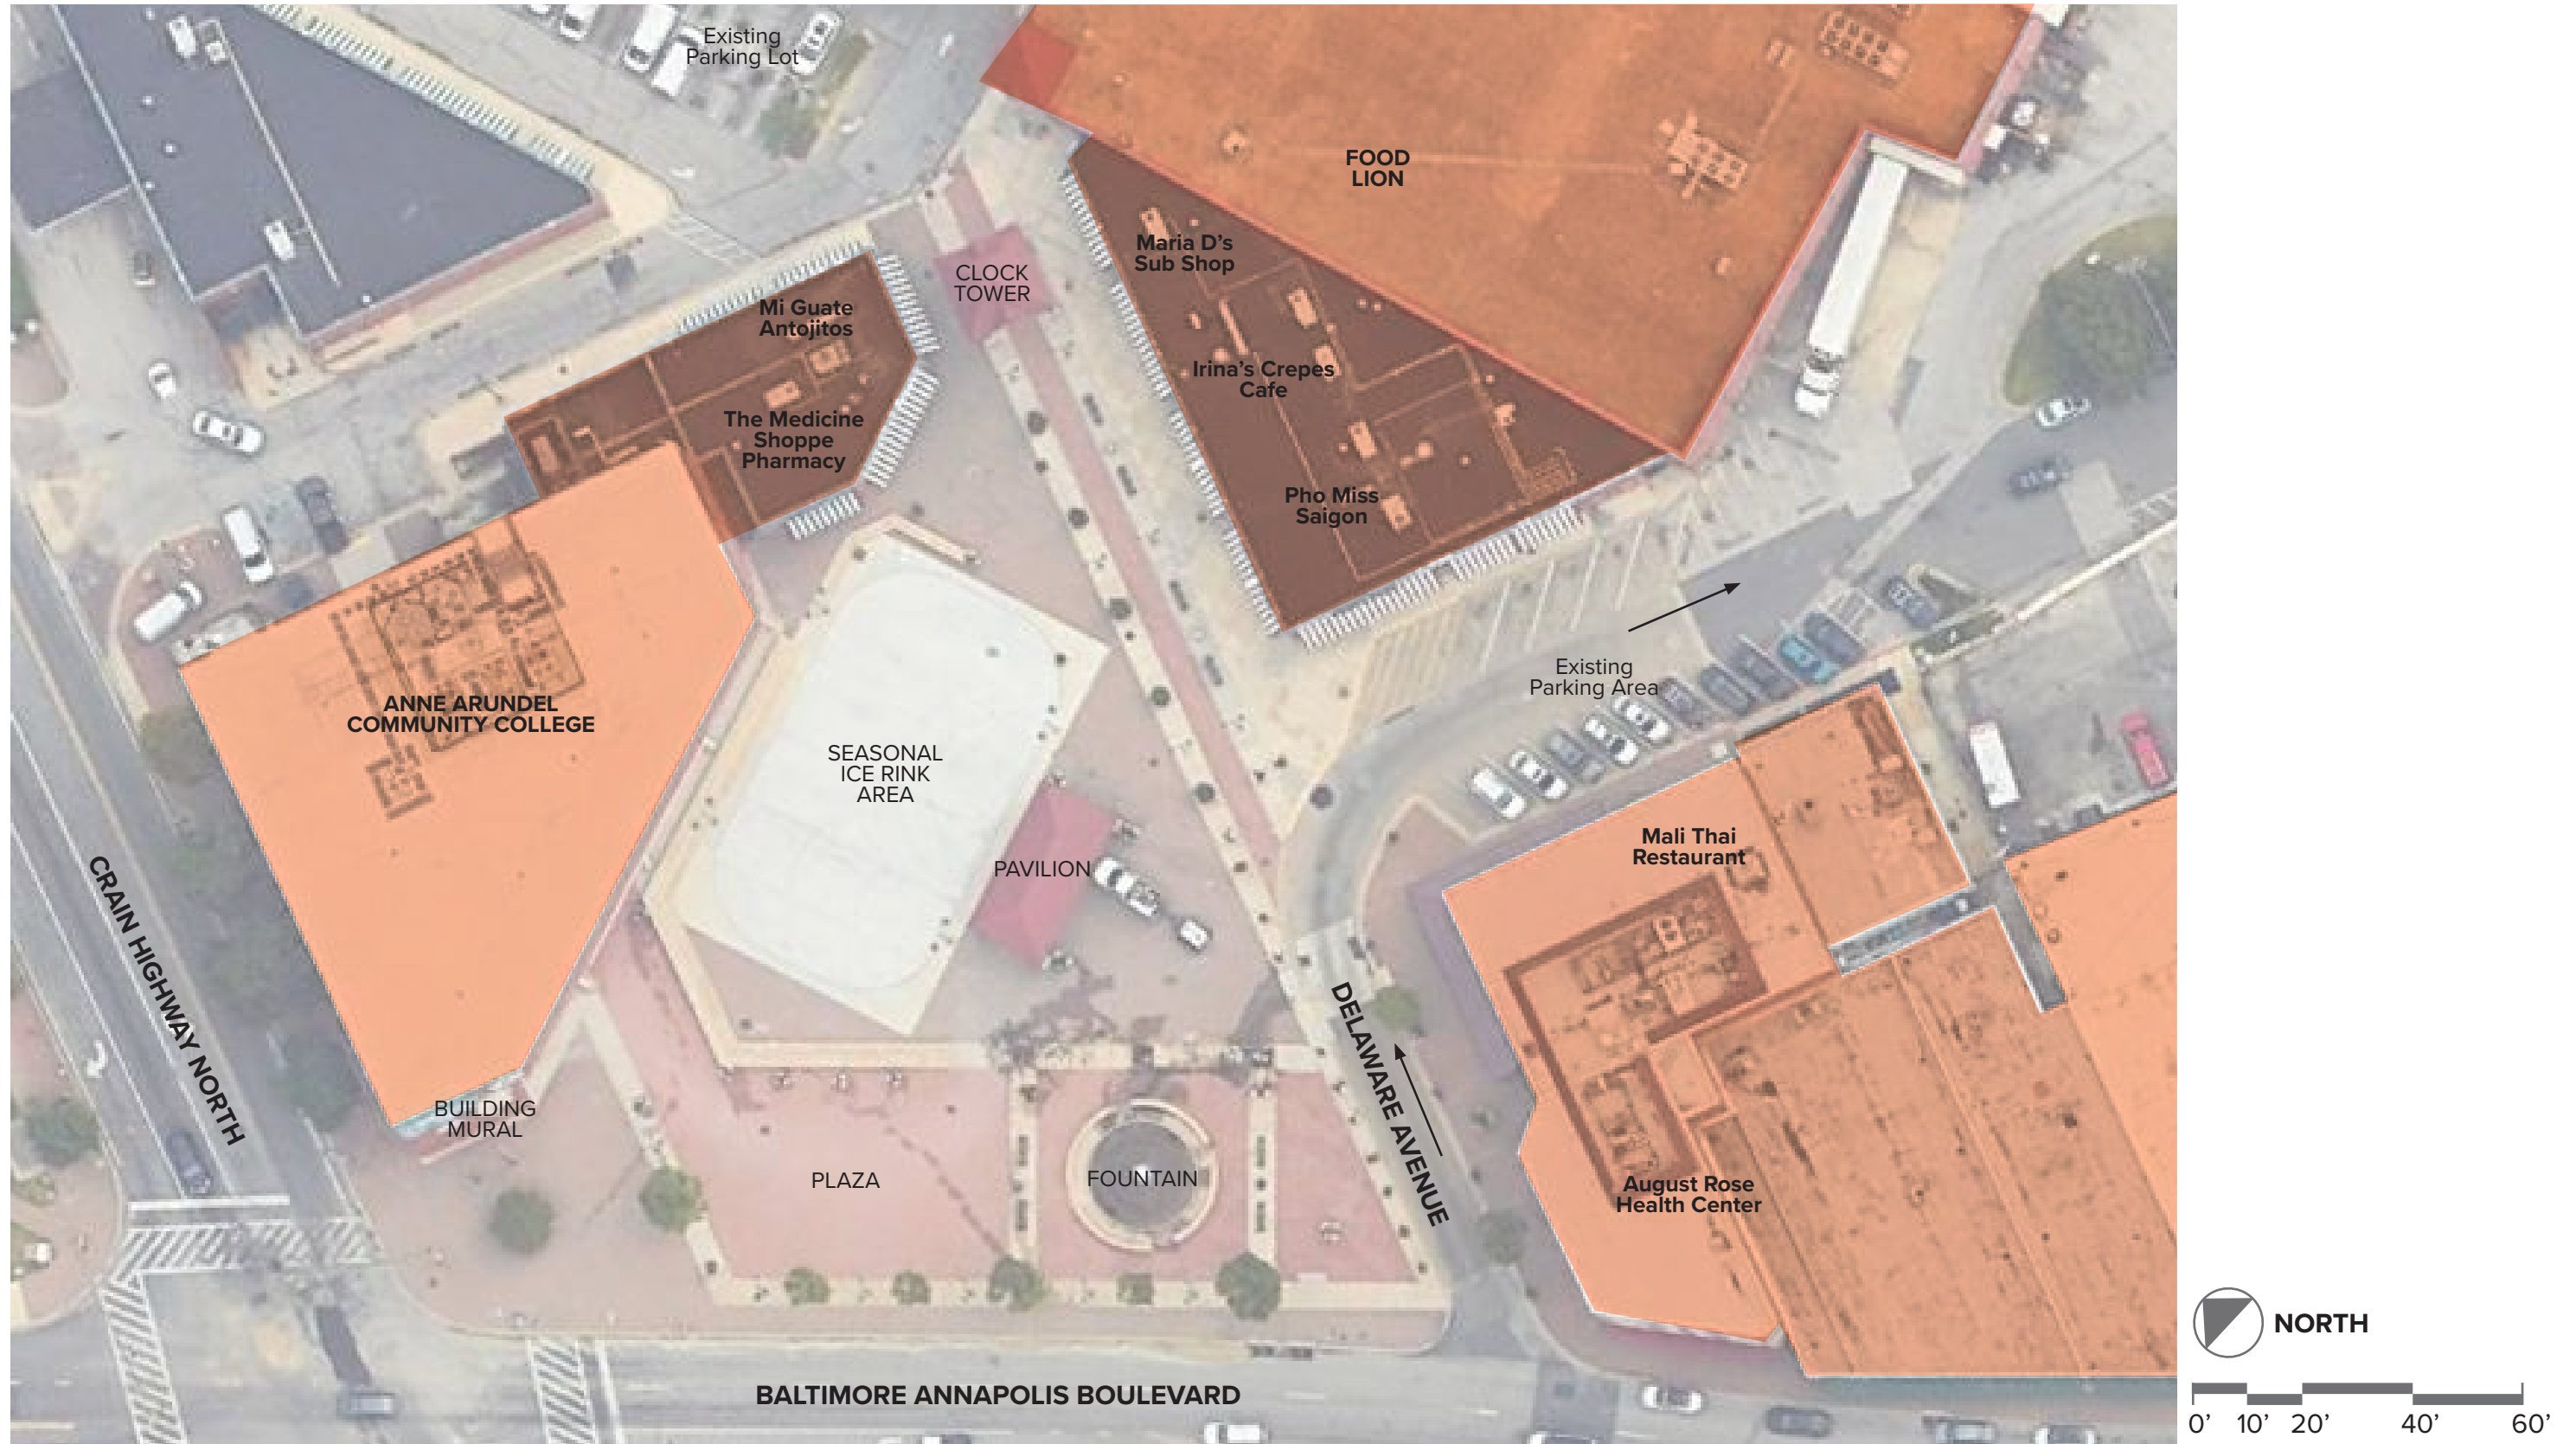 Existing
Parking Lot
FOOD
LION
Maria D’s
Sub Shop
CLOCK
TOWER
Mi Guate
Antojitos
Irina’s Crepes
Cafe
The Medicine
Shoppe
Pharmacy
Pho Miss
Saigon
Existing
Parking Area
ANNE ARUNDEL
COMMUNITY COLLEGE
SEASONAL
ICE RINK
AREA
Mali Thai
Restaurant
PAVILION
CRAIN HIGHWAY NORTH
DELAWARE AVENUE
BUILDING
MURAL
PLAZA
FOUNTAIN
August Rose
Health Center
BALTIMORE ANNAPOLIS BOULEVARD
NORTH
0’ 10’ 20’ 40’ 60’